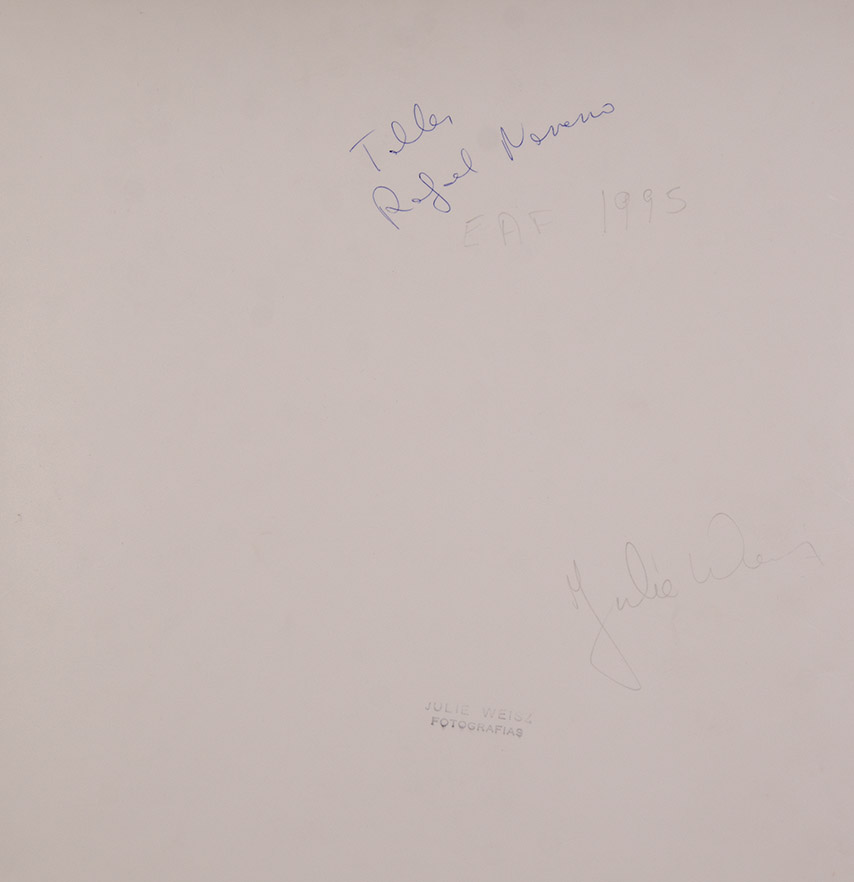 Taller
Rafael Navarro
EAF 1995
Julie Weisz
JULIE WEISZ
FOTOGRAFIAS